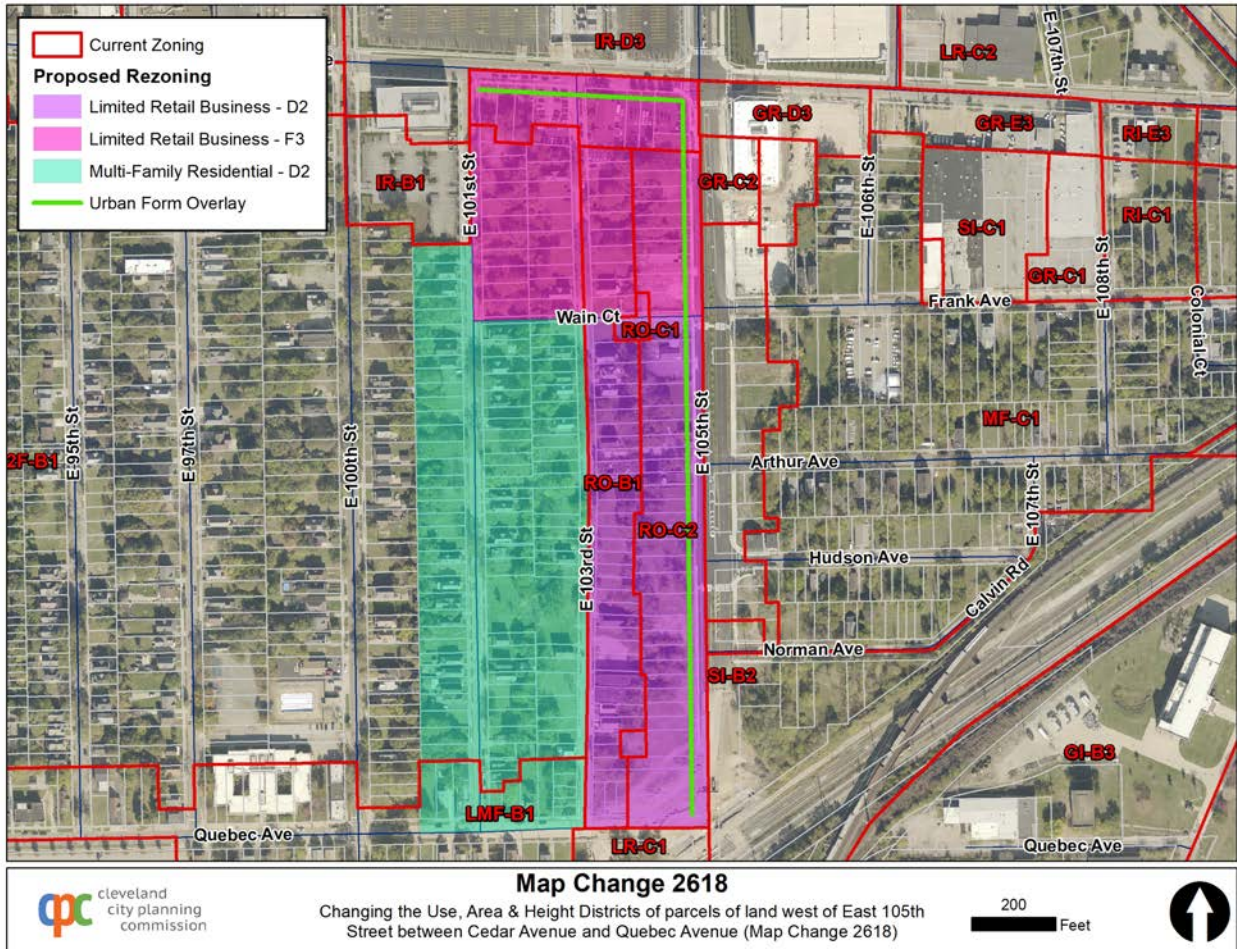 Current Zoning
Proposed Rezoning
Limited Retail Business - D2
Limited Retail Business - F3
Multi-Family Residential - D2
Urban Form Overlay
IR-D3
LR-C2
E 107th St
GR-D3
GR-E3
RI-E3
IR-B1
E 101st St
GR-C2
E 106th St
SI-C1
RI-C1
GR-C1
E 108th St
Colonial Ct
Wain Ct
RO-C1
Frank Ave
E 105th St
MF-C1
2F-B1
E 95th St
E 97th St
E 100th St
RO-B1
Arthur Ave
E 107th St
RO-C2
E 103rd St
Hudson Ave
Calvin Rd
Norman Ave
SI-B2
GI-B3
LMF-B1
Quebec Ave
LR-C1
Quebec Ave
cpc cleveland
city planning
commission
Map Change 2618
Changing the Use, Area & Height Districts of parcels of land west of East 105th
Street between Cedar Avenue and Quebec Avenue (Map Change 2618)
200
Feet